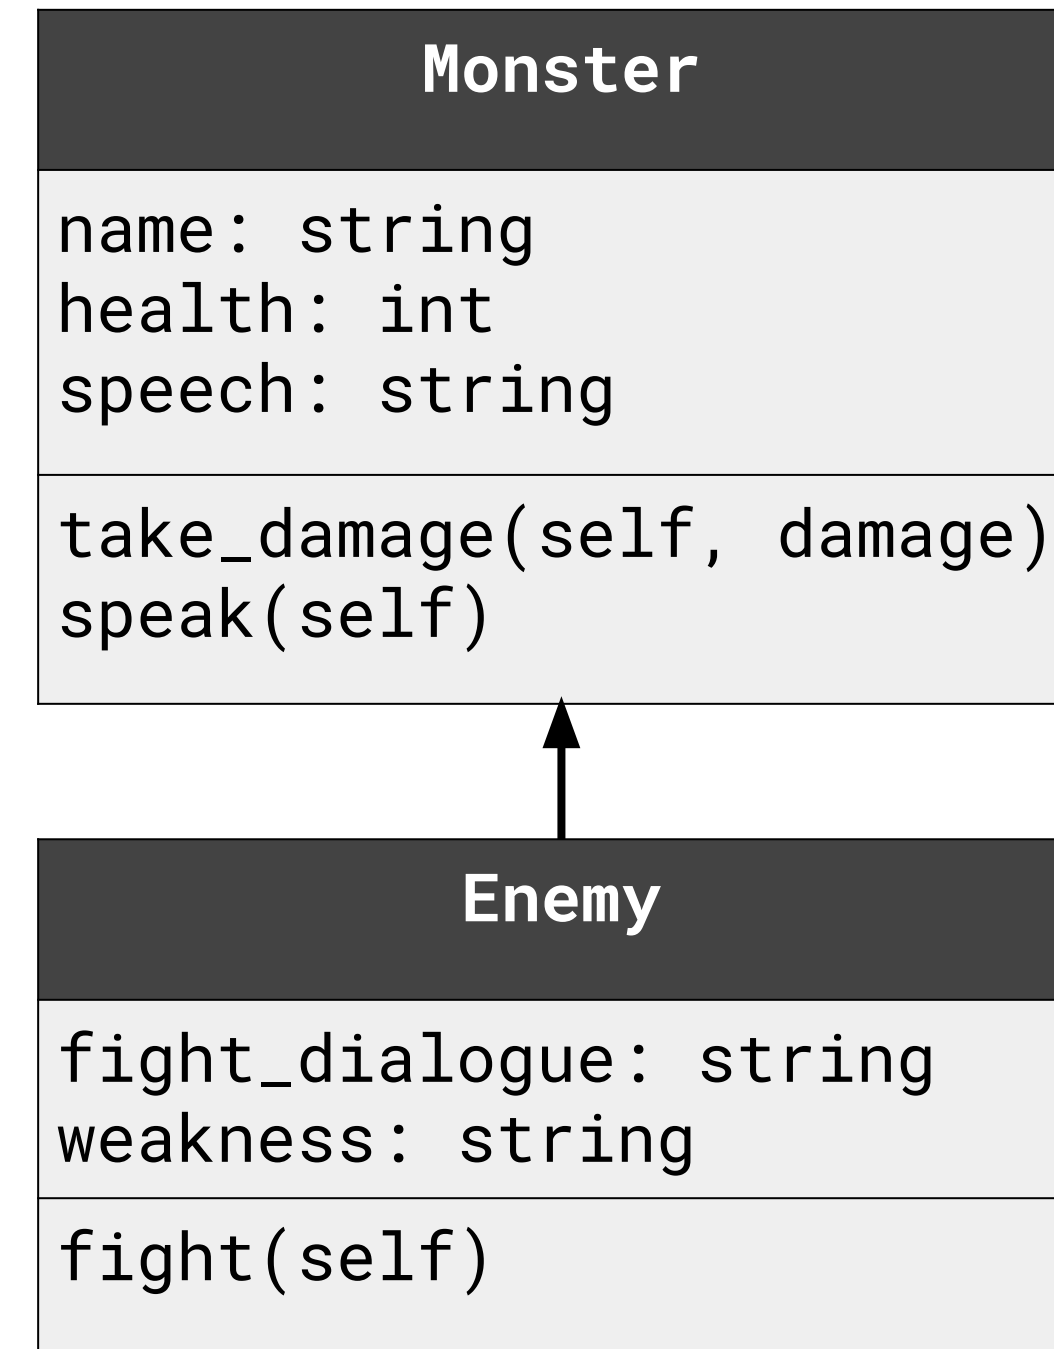 Monster
name: string
health: int
speech: string
take_damage(self, damage)
speak(self)
Enemy
fight_dialogue: string
weakness: string
fight(self)